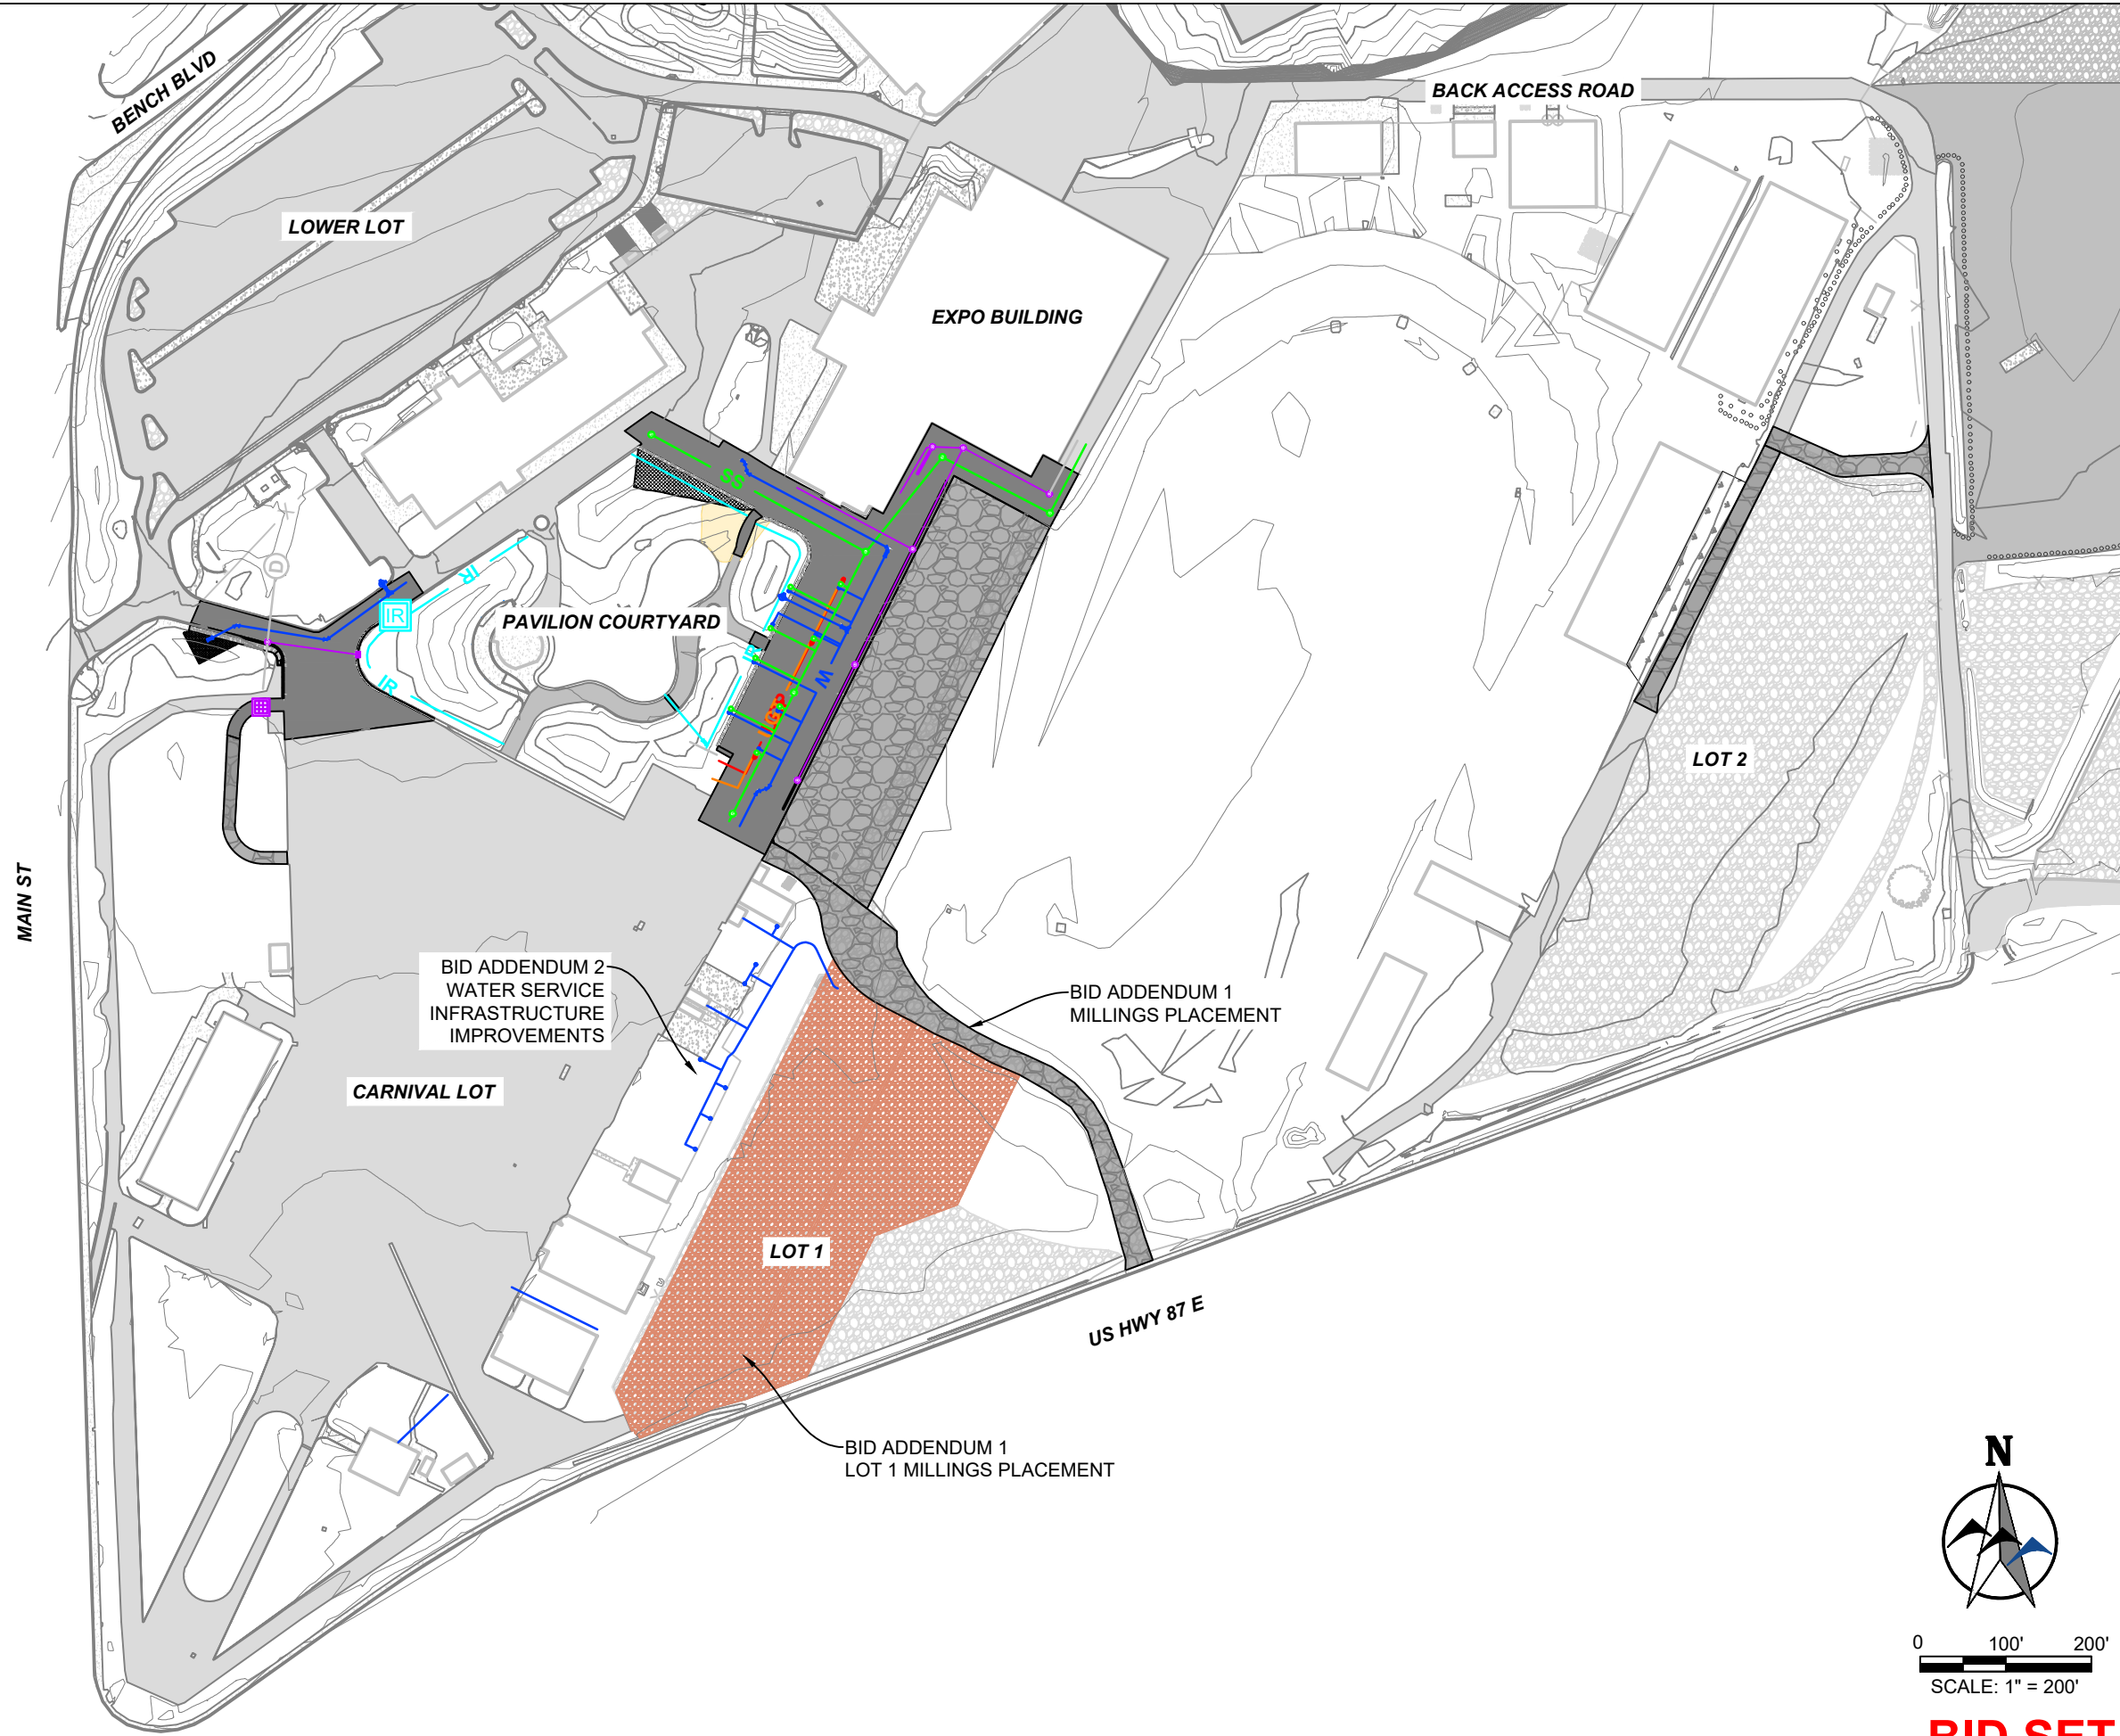 BENCH BLVD
BACK ACCESS ROAD
LOWER LOT
EXPO BUILDING
SS
IR
IR
PAVILION COURTYARD
D
IR
W
LOT 2
MAIN ST
BID ADDENDUM 2
WATER SERVICE
INFRASTRUCTURE
IMPROVEMENTS
BID ADDENDUM 1
MILLINGS PLACEMENT
CARNIVAL LOT
LOT 1
US HWY 87 E
BID ADDENDUM 1
LOT 1 MILLINGS PLACEMENT
N
0 100' 200'
SCALE: 1" = 200'
BID SET